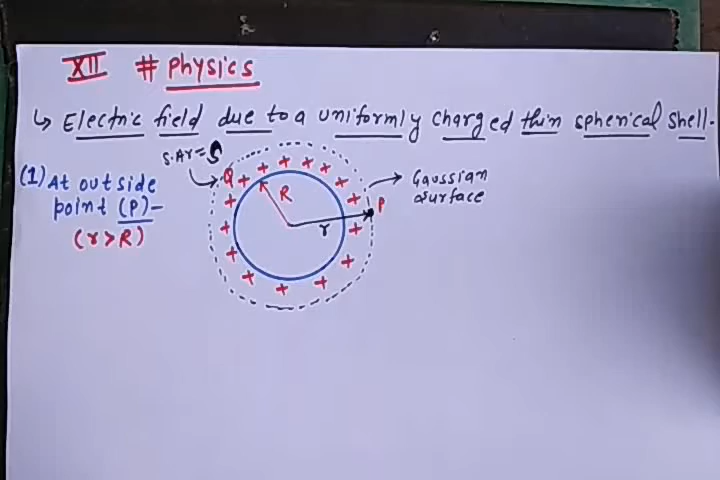 XII # Physics
↳ Electric field due to a uniformly charged thin spherical shell.
S.Ar = S
(1) At outside
point (P)-
(r > R)
Q
R
r
P
Gaussian
surface